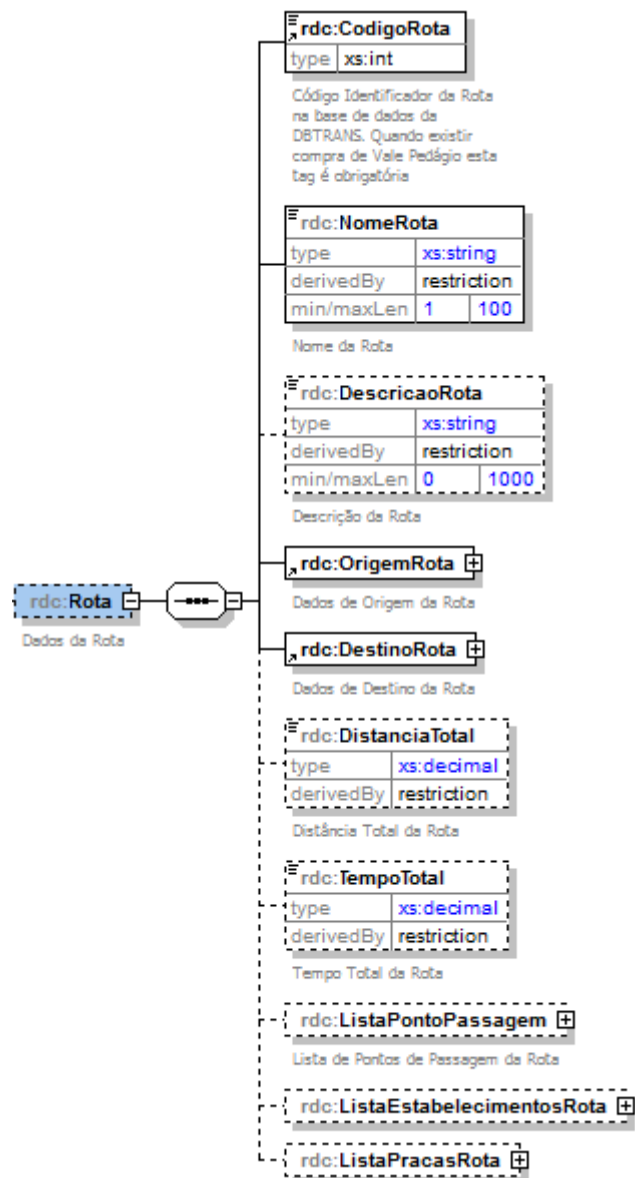 rdc:CodigoRota
type xs:int
Código Identificador da Rota
na base de dados da
DBTRANS. Quando existir
compra de Vale Pedágio esta
tag é obrigatória
rdc:NomeRota
type xs:string
derivedBy restriction
min/maxLen 1 100
Nome da Rota
rdc:DescricaoRota
type xs:string
derivedBy restriction
min/maxLen 0 1000
Descrição da Rota
rdc:OrigemRota
Dados de Origem da Rota
rdc:Rota
Dados da Rota
rdc:DestinoRota
Dados de Destino da Rota
rdc:DistanciaTotal
type xs:decimal
derivedBy restriction
Distância Total da Rota
rdc:TempoTotal
type xs:decimal
derivedBy restriction
Tempo Total da Rota
rdc:ListaPontoPassagem
Lista de Pontos de Passagem da Rota
rdc:ListaEstabelecimentosRota
rdc:ListaPracasRota